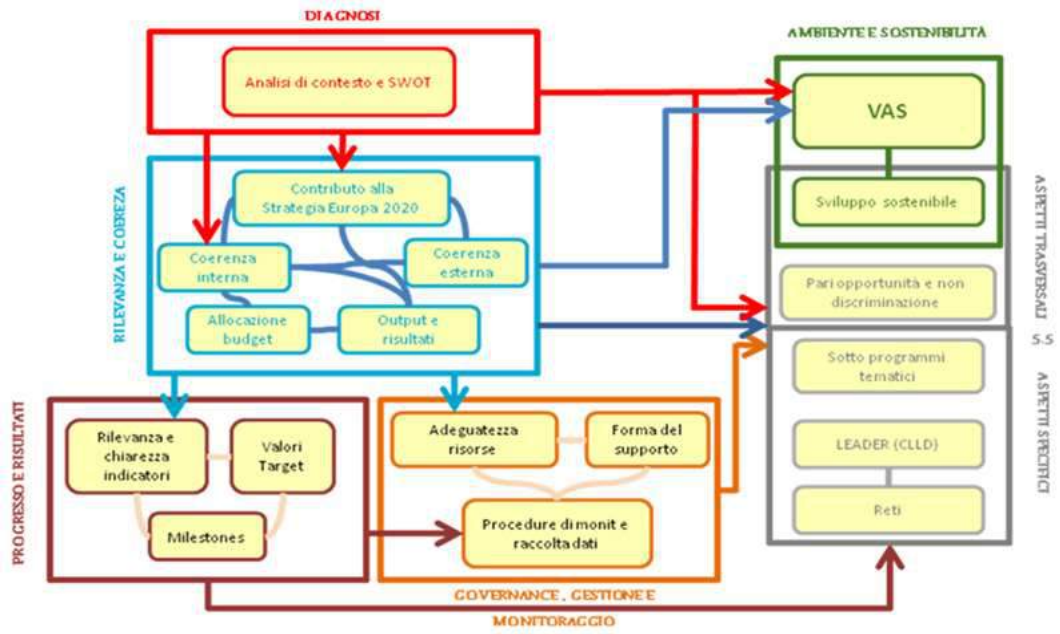 DIAGNOSI
Analisi di contesto e SWOT
AMBIENTE E SOSTENIBILITÀ
VAS
Sviluppo sostenibile
RILEVANZA E COEREZA
Contributo alla
Strategia Europa 2020
Coerenza
interna
Coerenza
esterna
Allocazione
budget
Output e
risultati
ASPETTI TRASVERSALI
Pari opportunità e non
discriminazione
5.5
ASPETTI SPECIFICI
Sotto programmi
tematici
LEADER (CLLD)
Reti
PROGRESSO E RISULTATI
Rilevanza e
chiarezza
indicatori
Valori
Target
Milestones
Adeguatezza
risorse
Forma del
supporto
Procedure di monit e
raccolta dati
GOVERNANCE, GESTIONE E
MONITORAGGIO